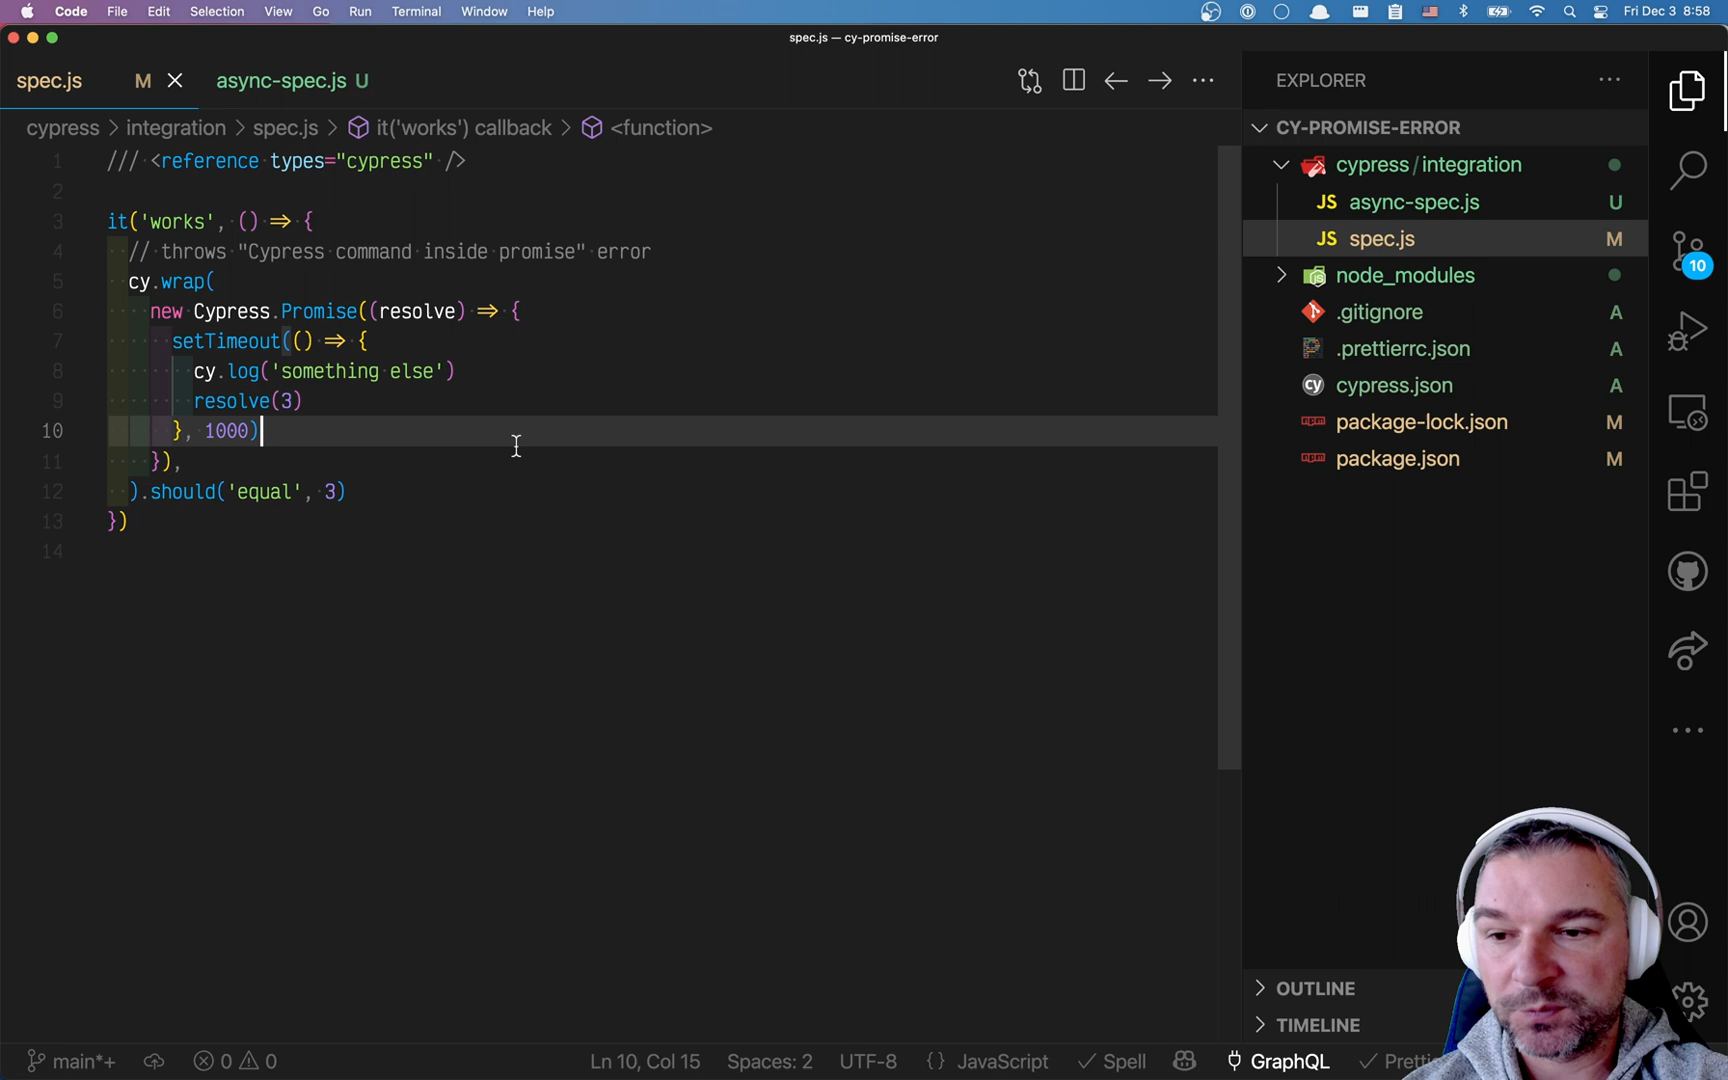 Code File Edit Selection View Go Run Terminal Window Help
Fri Dec 3 8:58
spec.js — cy-promise-error
spec.js M
async-spec.js U
cypress > integration > spec.js > it('works') callback > <function>
1 /// <reference types="cypress" />
2
3 it('works', () => {
4 // throws "Cypress command inside promise" error
5 cy.wrap(
6 new Cypress.Promise((resolve) => {
7 setTimeout(() => {
8 cy.log('something else')
9 resolve(3)
10 }, 1000)
11 }),
12 ).should('equal', 3)
13 })
14
EXPLORER
CY-PROMISE-ERROR
cypress / integration
JS async-spec.js U
JS spec.js M
node_modules
.gitignore A
.prettierrc.json A
cy cypress.json A
npm package-lock.json M
npm package.json M
10
OUTLINE
TIMELINE
main*+ 0 0 Ln 10, Col 15 Spaces: 2 UTF-8 {} JavaScript Spell GraphQL